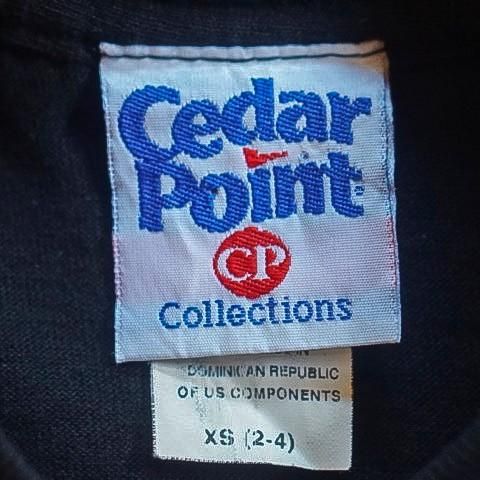 Cedar
Point
CP
Collections
DOMINICAN REPUBLIC
OF US COMPONENTS
XS (2-4)